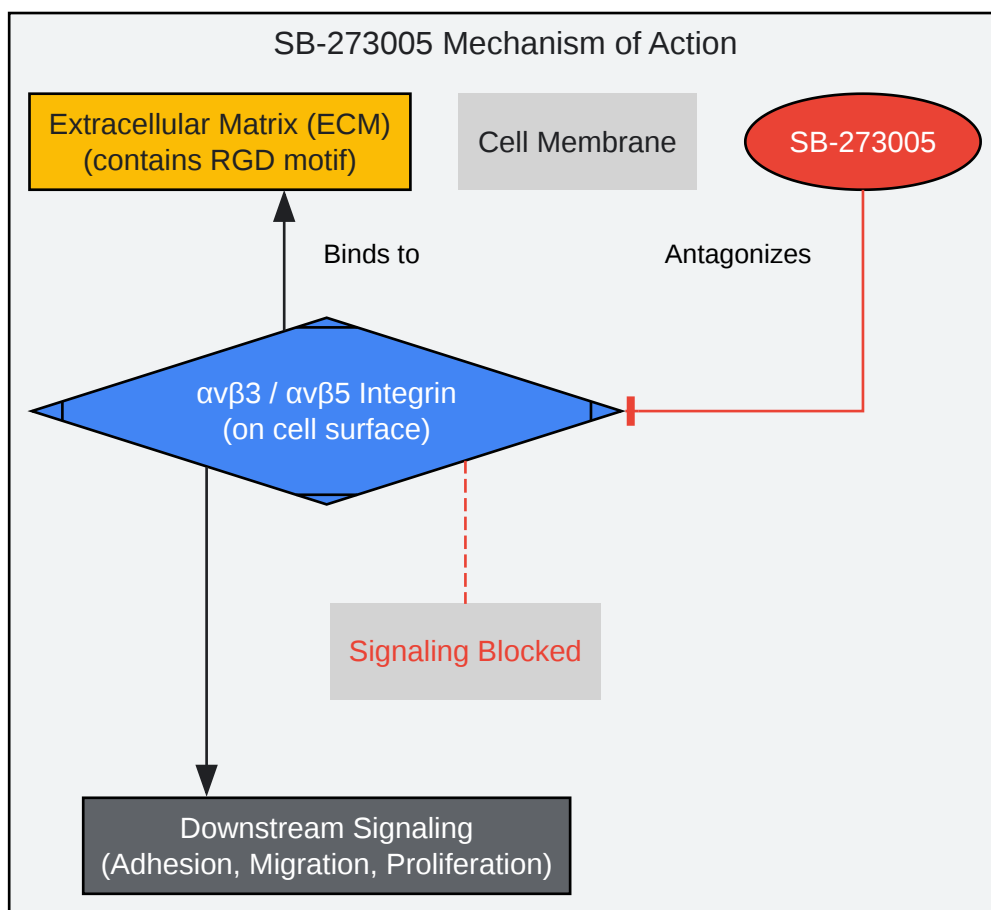 SB-273005 Mechanism of Action
Extracellular Matrix (ECM)
(contains RGD motif)
Cell Membrane
SB-273005
Binds to
Antagonizes
αvβ3 / αvβ5 Integrin
(on cell surface)
Signaling Blocked
Downstream Signaling
(Adhesion, Migration, Proliferation)